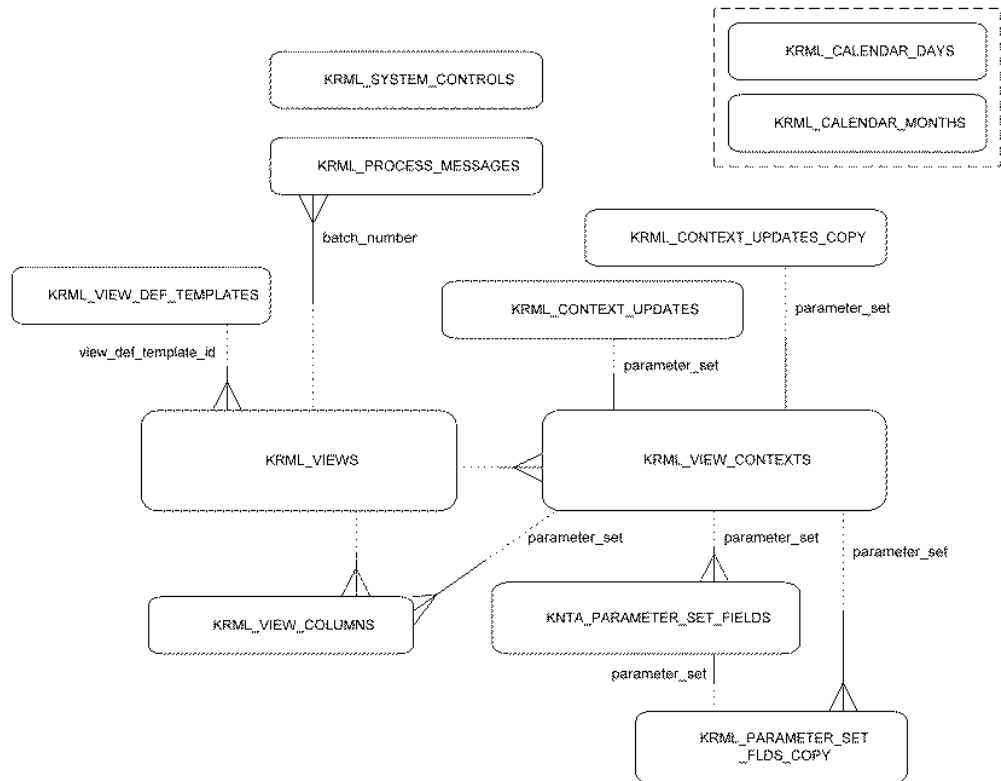 KRML_CALENDAR_DAYS
KRML_SYSTEM_CONTROLS
KRML_CALENDAR_MONTHS
KRML_PROCESS_MESSAGES
batch_number
KRML_CONTEXT_UPDATES_COPY
KRML_VIEW_DEF_TEMPLATES
KRML_CONTEXT_UPDATES
parameter_set
view_def_template_id
parameter_set
KRML_VIEWS
KRML_VIEW_CONTEXTS
parameter_set
parameter_set
parameter_set
KRML_VIEW_COLUMNS
KNTA_PARAMETER_SET_FIELDS
parameter_set
KRML_PARAMETER_SET
_FLDS_COPY